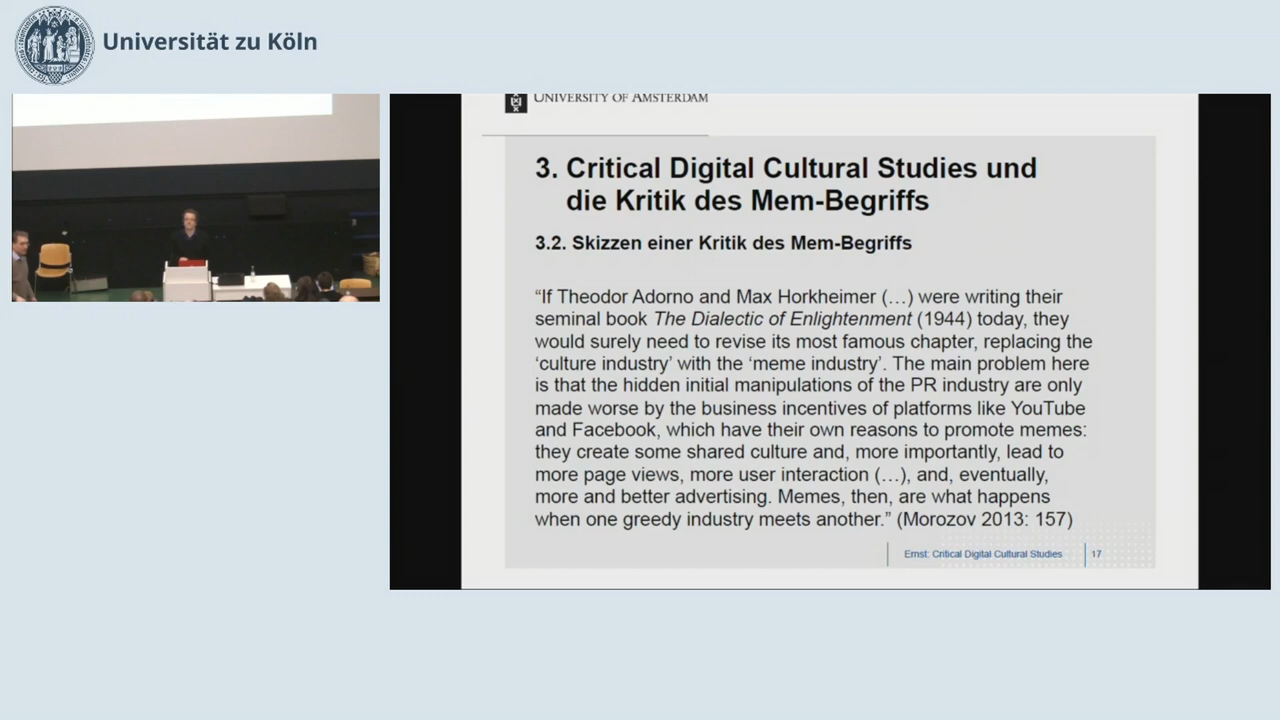 Universität zu Köln
UNIVERSITY OF AMSTERDAM
3. Critical Digital Cultural Studies und
die Kritik des Mem-Begriffs
3.2. Skizzen einer Kritik des Mem-Begriffs
“If Theodor Adorno and Max Horkheimer (…) were writing their
seminal book The Dialectic of Enlightenment (1944) today, they
would surely need to revise its most famous chapter, replacing the
‘culture industry’ with the ‘meme industry’. The main problem here
is that the hidden initial manipulations of the PR industry are only
made worse by the business incentives of platforms like YouTube
and Facebook, which have their own reasons to promote memes:
they create some shared culture and, more importantly, lead to
more page views, more user interaction (…), and, eventually,
more and better advertising. Memes, then, are what happens
when one greedy industry meets another.” (Morozov 2013: 157)
Ernst: Critical Digital Cultural Studies 17